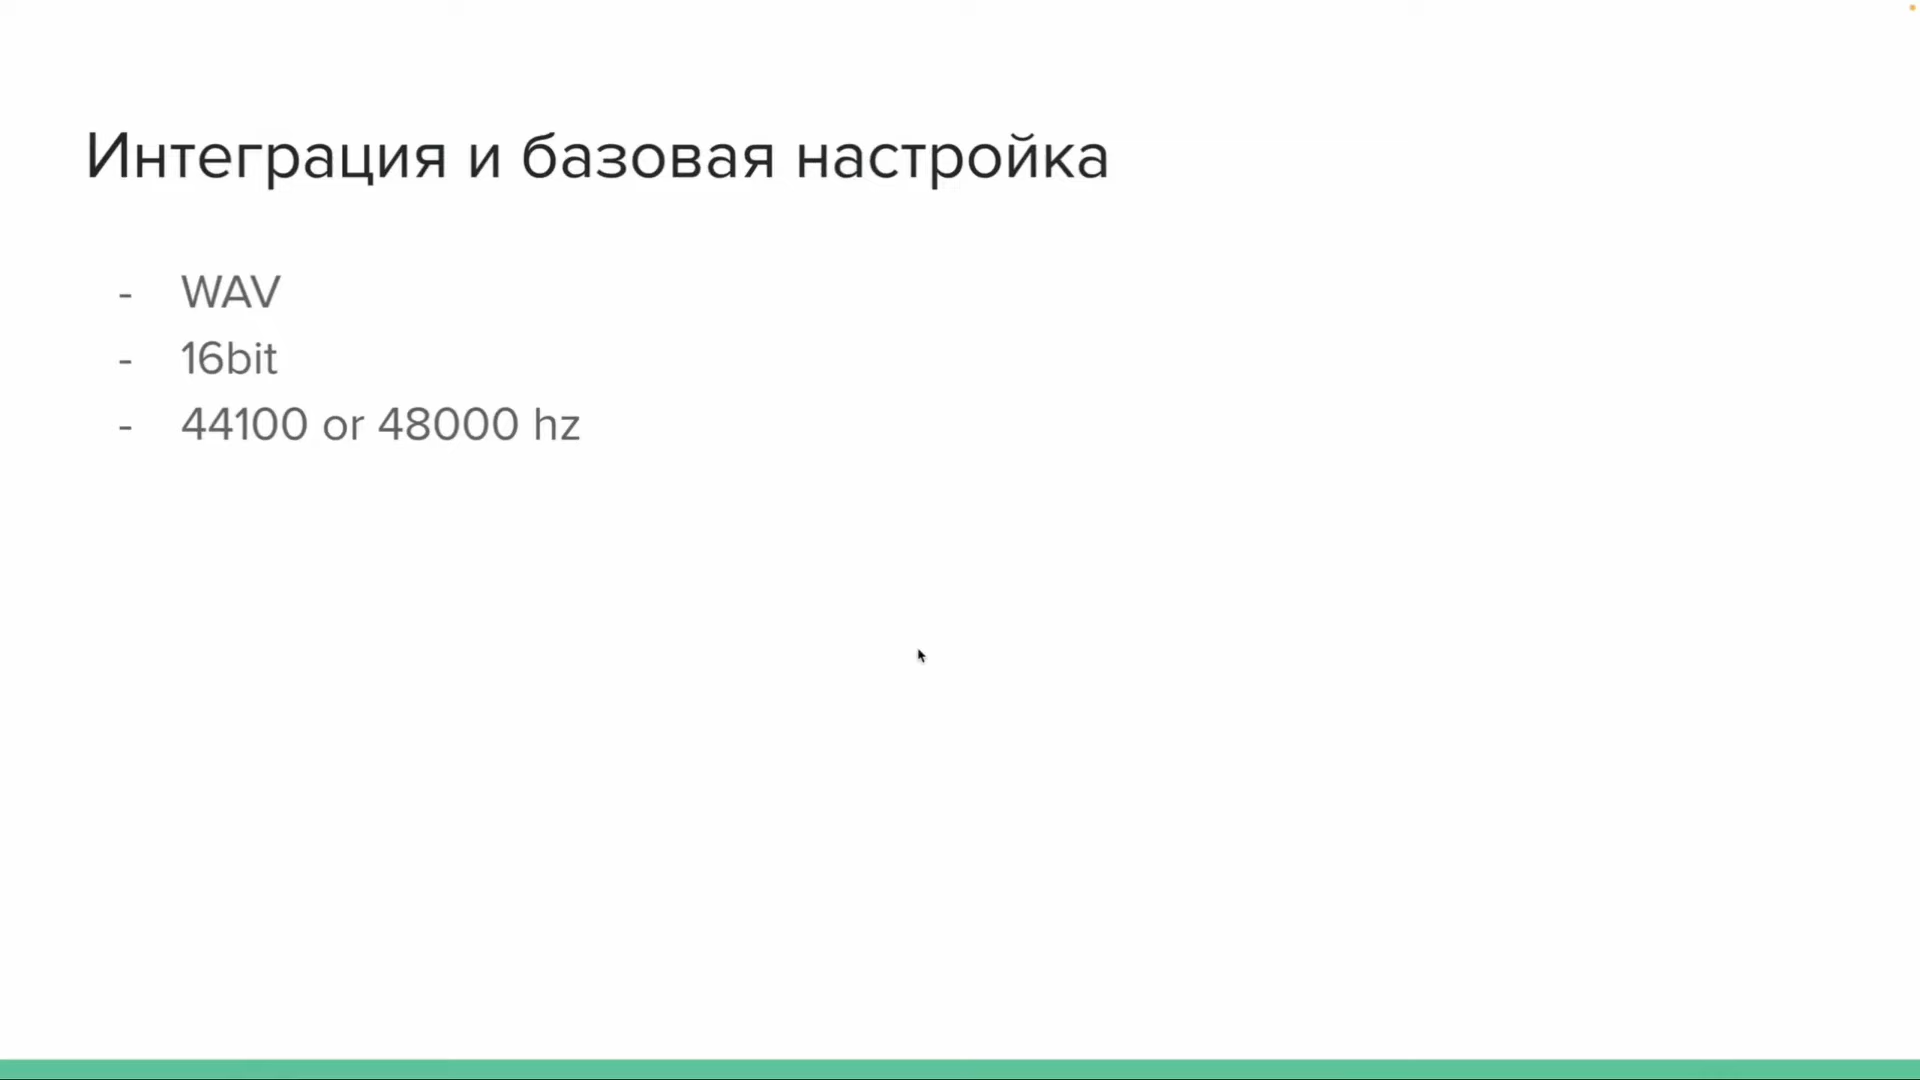 Интеграция и базовая настройка
- WAV
- 16bit
- 44100 or 48000 hz